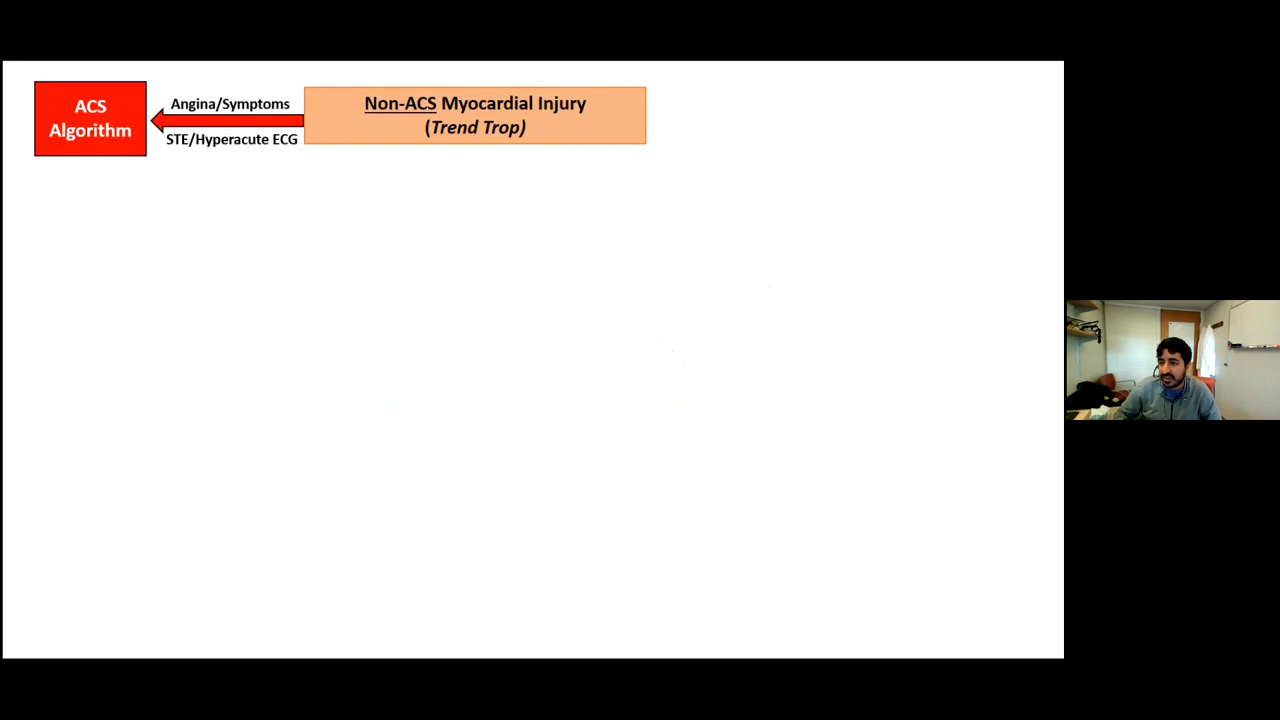 ACS
Algorithm
Angina/Symptoms
STE/Hyperacute ECG
Non-ACS Myocardial Injury
(Trend Trop)